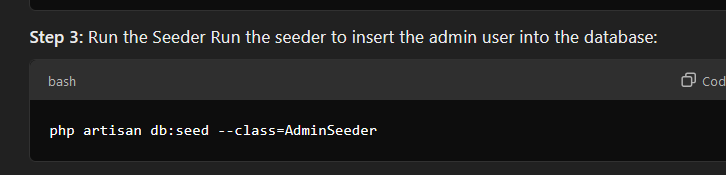 Step 3: Run the Seeder Run the seeder to insert the admin user into the database:
bash
Cod
php artisan db:seed --class=AdminSeeder